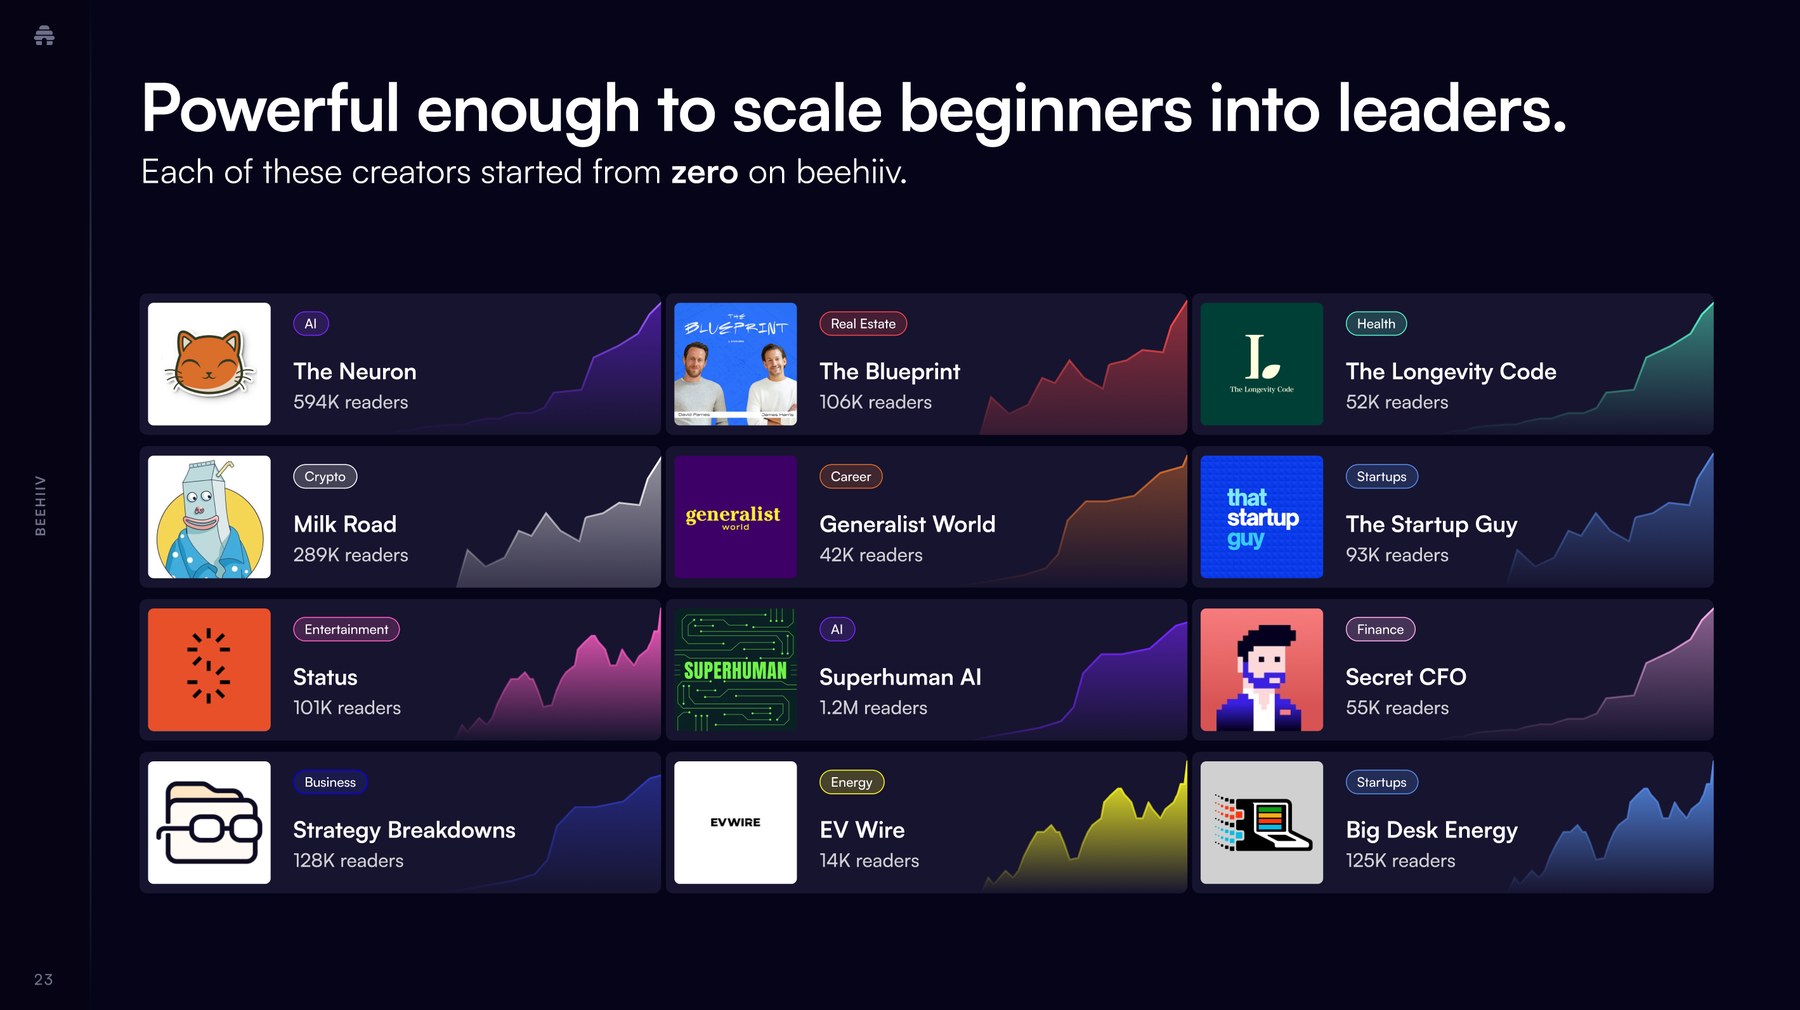 Powerful enough to scale beginners into leaders.
Each of these creators started from zero on beehiiv.
AI
The Neuron
594K readers
THE
BLUEPRINT
David Pernes
James Harris
Real Estate
The Blueprint
106K readers
L
The Longevity Code
Health
The Longevity Code
52K readers
Crypto
Milk Road
289K readers
generalist
world
Career
Generalist World
42K readers
that
startup
guy
Startups
The Startup Guy
93K readers
Entertainment
Status
101K readers
SUPERHUMAN
AI
Superhuman AI
1.2M readers
Finance
Secret CFO
55K readers
Business
Strategy Breakdowns
128K readers
EVWIRE
Energy
EV Wire
14K readers
Startups
Big Desk Energy
125K readers
BEEHIIV
23